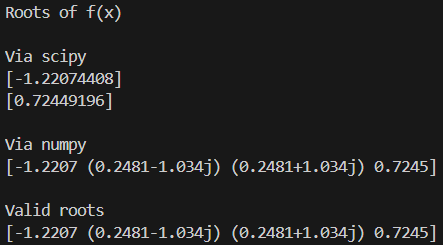 Roots of f(x)
Via scipy
[-1.22074408]
[0.72449196]
Via numpy
[-1.2207 (0.2481-1.034j) (0.2481+1.034j) 0.7245]
Valid roots
[-1.2207 (0.2481-1.034j) (0.2481+1.034j) 0.7245]